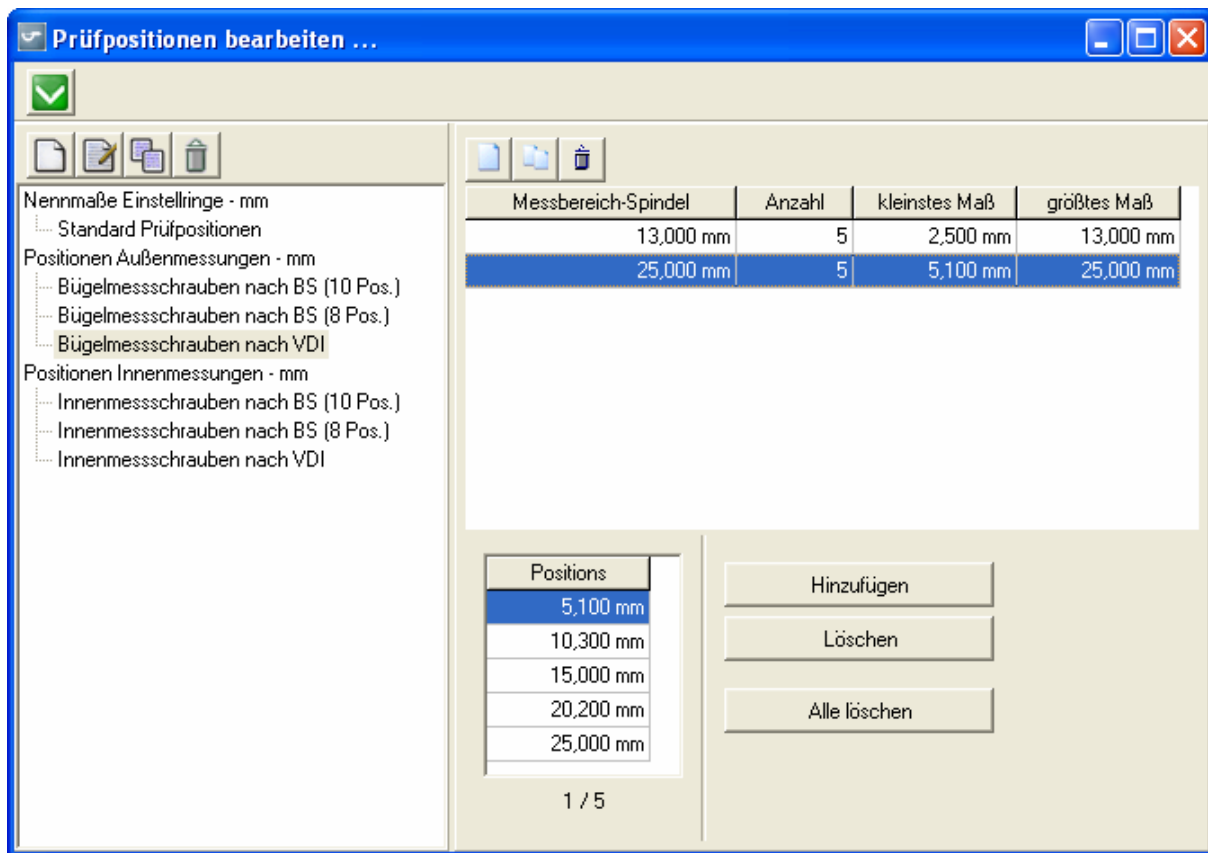 Prüfpositionen bearbeiten ...
Nennmaße Einstellringe - mm
Standard Prüfpositionen
Positionen Außenmessungen - mm
Bügelmessschrauben nach BS (10 Pos.)
Bügelmessschrauben nach BS (8 Pos.)
Bügelmessschrauben nach VDI
Positionen Innenmessungen - mm
Innenmessschrauben nach BS (10 Pos.)
Innenmessschrauben nach BS (8 Pos.)
Innenmessschrauben nach VDI
Messbereich-Spindel Anzahl kleinstes Maß größtes Maß
13,000 mm 5 2,500 mm 13,000 mm
25,000 mm 5 5,100 mm 25,000 mm
Positions
5,100 mm
10,300 mm
15,000 mm
20,200 mm
25,000 mm
1 / 5
Hinzufügen
Löschen
Alle löschen